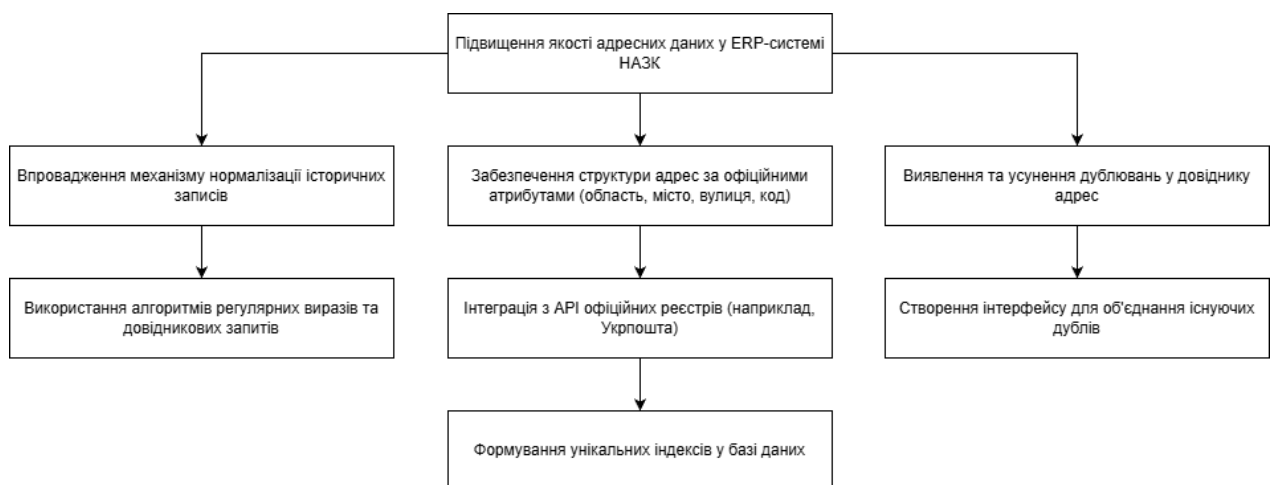 Підвищення якості адресних даних у ERP-системі
НАЗК
Впровадження механізму нормалізації історичних
записів
Забезпечення структури адрес за офіційними
атрибутами (область, місто, вулиця, код)
Виявлення та усунення дублювань у довіднику
адрес
Використання алгоритмів регулярних виразів та
довідникових запитів
Інтеграція з API офіційних реєстрів (наприклад,
Укрпошта)
Створення інтерфейсу для об'єднання існуючих
дублів
Формування унікальних індексів у базі даних